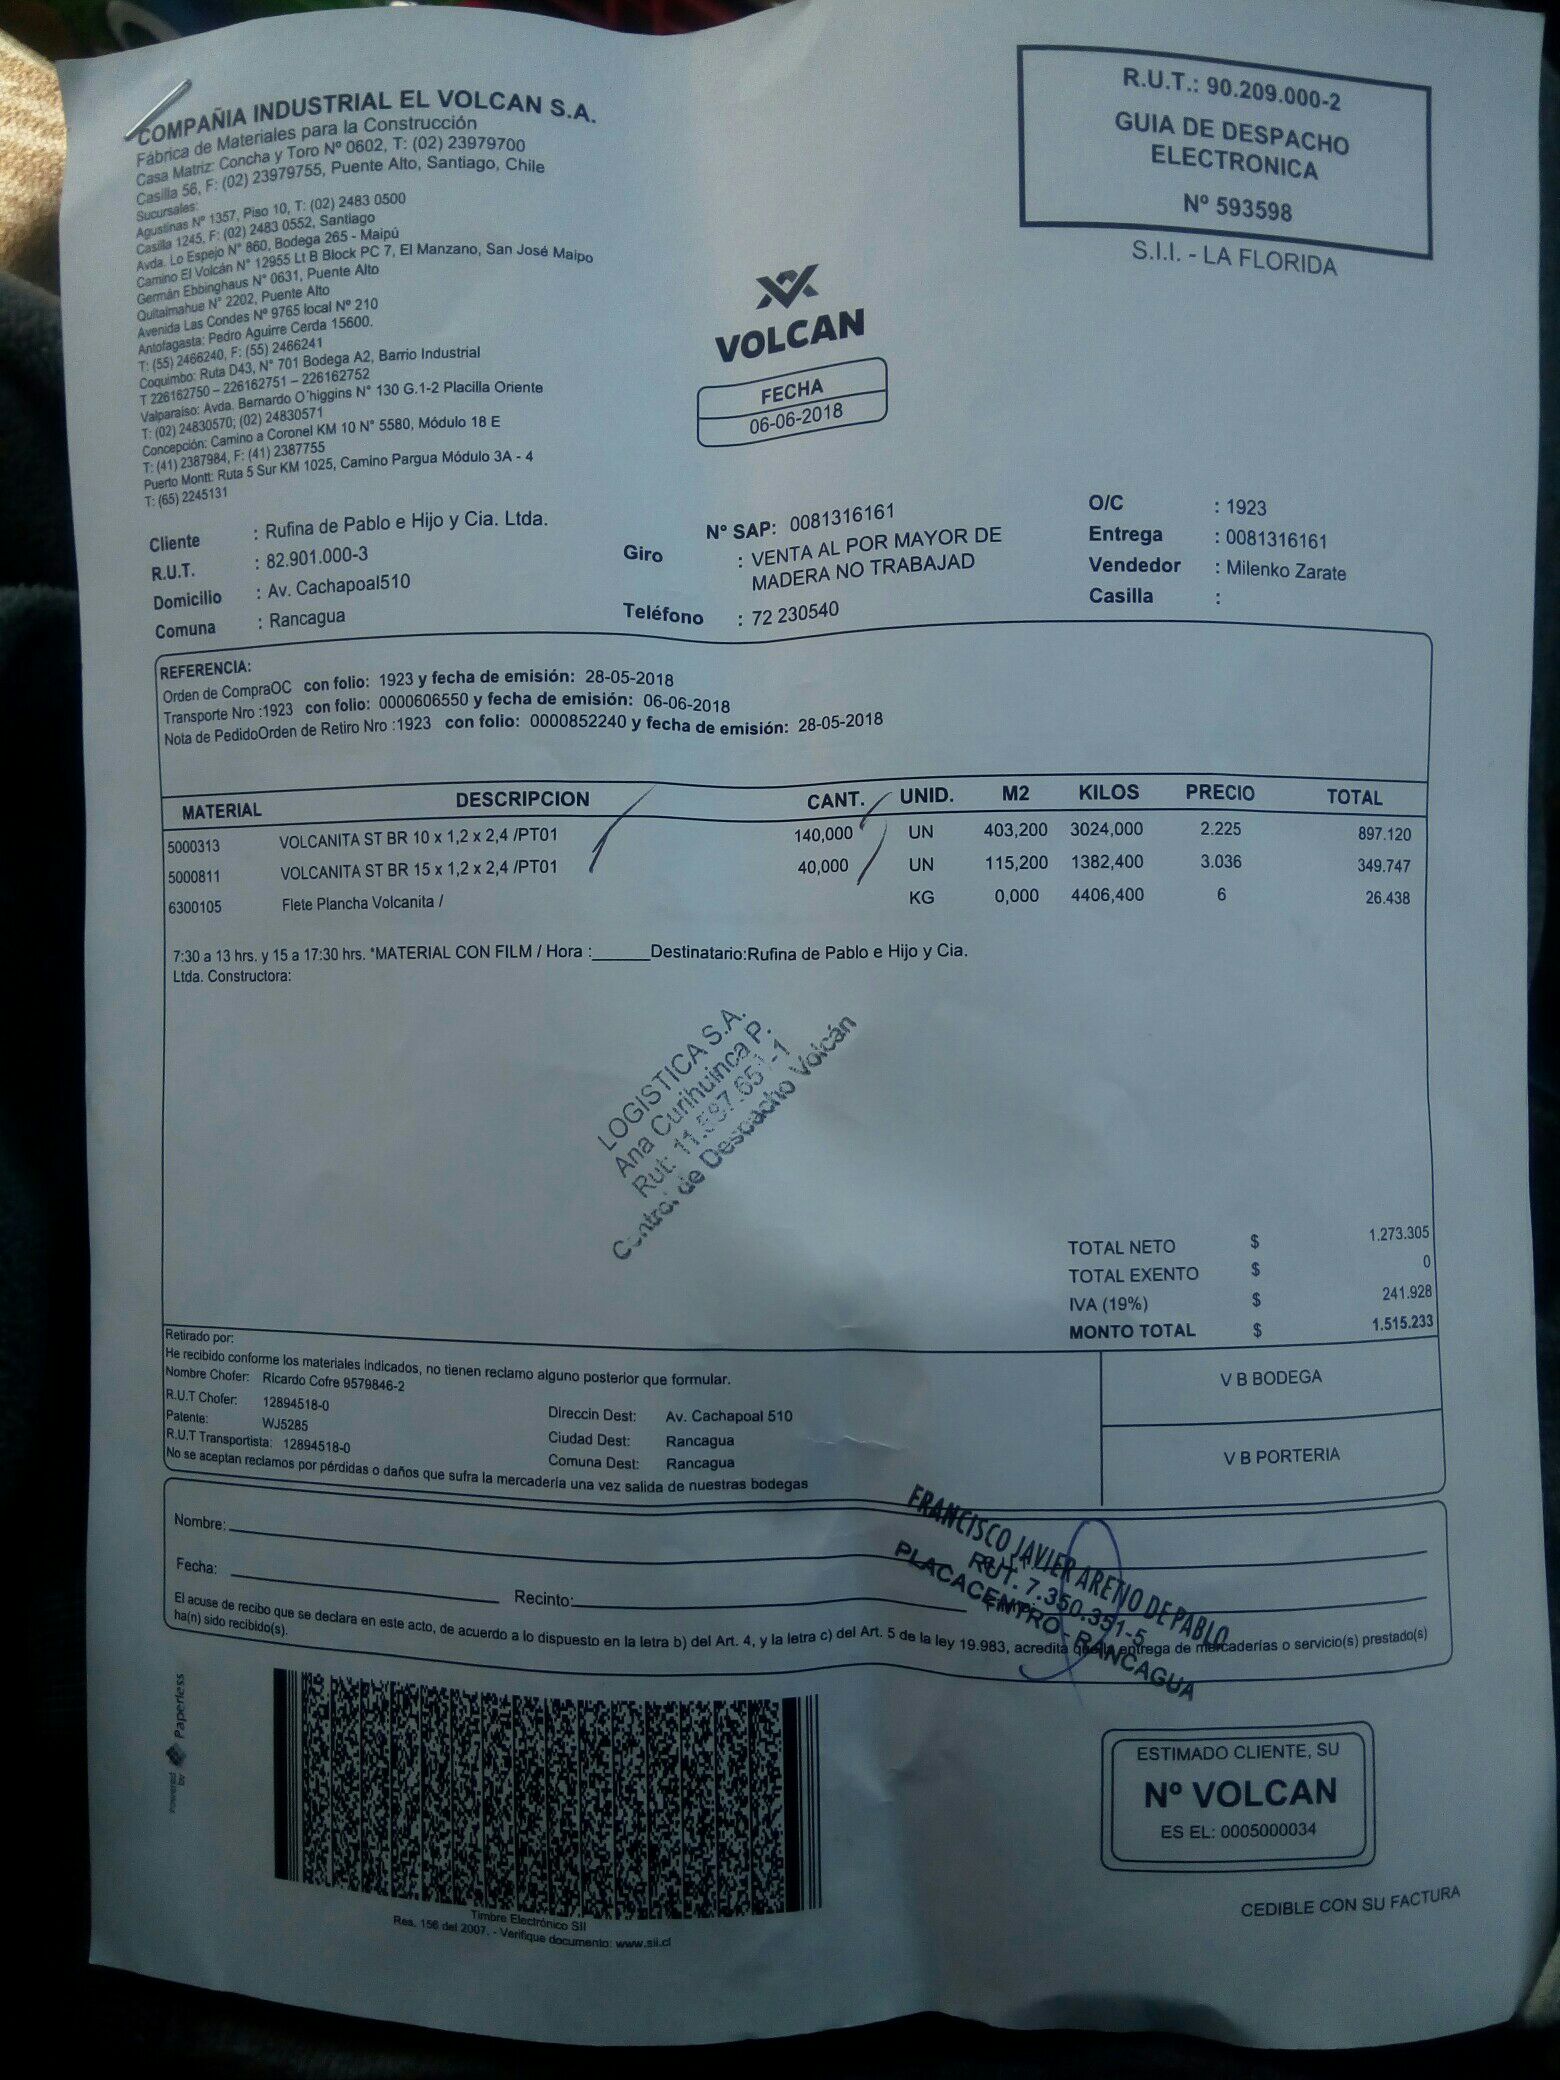 COMPAÑIA INDUSTRIAL EL VOLCAN S.A.
Fábrica de Materiales para la Construcción
Casa Matriz: Concha y Toro Nº 0602, T: (02) 23979700
Casilla 56, F: (02) 23979755, Puente Alto, Santiago, Chile
Sucursales:
Agustinas Nº 1357, Piso 10, T: (02) 2483 0500
Casilla 1245, F: (02) 2483 0552, Santiago
Avda. Lo Espejo N° 860, Bodega 265 - Maipú
Camino El Volcán N° 12955 Lt B Block PC 7, El Manzano, San José Maipo
Germán Ebbinghaus N° 0631, Puente Alto
Quitalmahue N° 2202, Puente Alto
Avenida Las Condes Nº 9765 local Nº 210
Antofagasta: Pedro Aguirre Cerda 15600.
T: (55) 2466240, F: (55) 2466241
Coquimbo: Ruta D43, N° 701 Bodega A2, Barrio Industrial
T 226162750 – 226162751 – 226162752
Valparaíso: Avda. Bernardo O´higgins N° 130 G.1-2 Placilla Oriente
T: (02) 24830570; (02) 24830571
Concepción: Camino a Coronel KM 10 N° 5580, Módulo 18 E
T: (41) 2387984, F: (41) 2387755
Puerto Montt: Ruta 5 Sur KM 1025, Camino Pargua Módulo 3A - 4
T: (65) 2245131
R.U.T.: 90.209.000-2
GUIA DE DESPACHO
ELECTRONICA
Nº 593598
S.I.I. - LA FLORIDA
VOLCAN
FECHA
06-06-2018
Cliente : Rufina de Pablo e Hijo y Cia. Ltda.
R.U.T. : 82.901.000-3
Domicilio : Av. Cachapoal510
Comuna : Rancagua
Nº SAP: 0081316161
Giro : VENTA AL POR MAYOR DE
MADERA NO TRABAJAD
Teléfono : 72 230540
O/C : 1923
Entrega : 0081316161
Vendedor : Milenko Zarate
Casilla :
REFERENCIA:
Orden de CompraOC con folio: 1923 y fecha de emisión: 28-05-2018
Transporte Nro :1923 con folio: 0000606550 y fecha de emisión: 06-06-2018
Nota de PedidoOrden de Retiro Nro :1923 con folio: 0000852240 y fecha de emisión: 28-05-2018
MATERIAL DESCRIPCION CANT. UNID. M2 KILOS PRECIO TOTAL
5000313 VOLCANITA ST BR 10 x 1,2 x 2,4 /PT01 140,000 UN 403,200 3024,000 2.225 897.120
5000811 VOLCANITA ST BR 15 x 1,2 x 2,4 /PT01 40,000 UN 115,200 1382,400 3.036 349.747
6300105 Flete Plancha Volcanita / KG 0,000 4406,400 6 26.438
7:30 a 13 hrs. y 15 a 17:30 hrs. *MATERIAL CON FILM / Hora :______Destinatario:Rufina de Pablo e Hijo y Cia.
Ltda. Constructora:
LOGISTICA S.A.
Ana Curihuinca P.
Rut:
Control de Despacho Volcán
TOTAL NETO $ 1.273.305
TOTAL EXENTO $ 0
IVA (19%) $ 241.928
MONTO TOTAL $ 1.515.233
Retirado por:
He recibido conforme los materiales indicados, no tienen reclamo alguno posterior que formular.
Nombre Chofer: Ricardo Cofre 9579846-2
R.U.T Chofer: 12894518-0
Patente: WJ5285
R.U.T Transportista: 12894518-0
Direccin Dest: Av. Cachapoal 510
Ciudad Dest: Rancagua
Comuna Dest: Rancagua
No se aceptan reclamos por pérdidas o daños que sufra la mercadería una vez salida de nuestras bodegas
V B BODEGA
V B PORTERIA
Nombre:
Fecha: Recinto:
FRANCISCO JAVIER AREÑO DE PABLO
RUT. 7.350.351-5
PLACACENTRO - RANCAGUA
El acuse de recibo que se declara en este acto, de acuerdo a lo dispuesto en la letra b) del Art. 4, y la letra c) del Art. 5 de la ley 19.983, acredita que la entrega de mercaderías o servicio(s) prestado(s)
ha(n) sido recibido(s).
Powered by Paperless
Timbre Electrónico SII
Res. 156 del 2007. - Verifique documento: www.sii.cl
ESTIMADO CLIENTE, SU
Nº VOLCAN
ES EL: 0005000034
CEDIBLE CON SU FACTURA